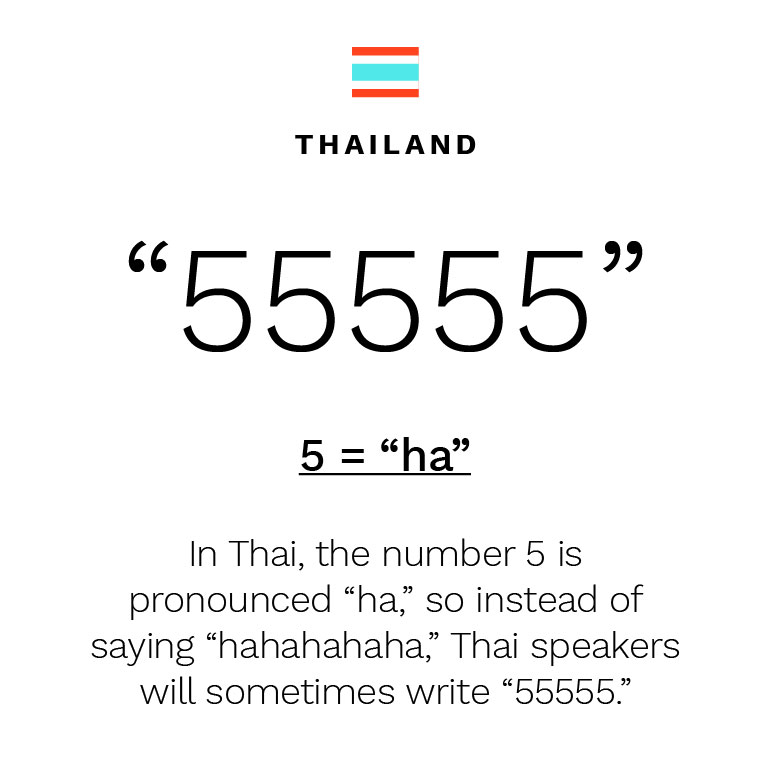 THAILAND
“55555”
5 = “ha”
In Thai, the number 5 is
pronounced “ha,” so instead of
saying “hahahahaha,” Thai speakers
will sometimes write “55555.”